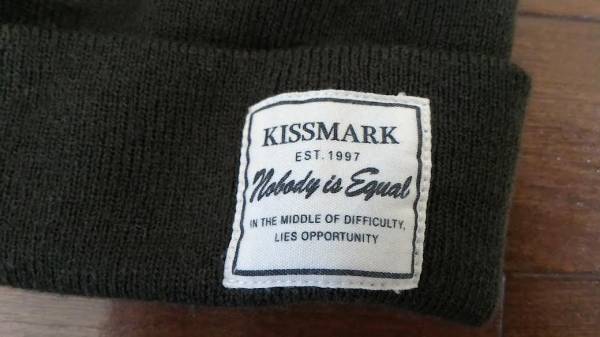 KISSMARK
EST.1997
Nobody is Equal
IN THE MIDDLE OF DIFFICULTY,
LIES OPPORTUNITY